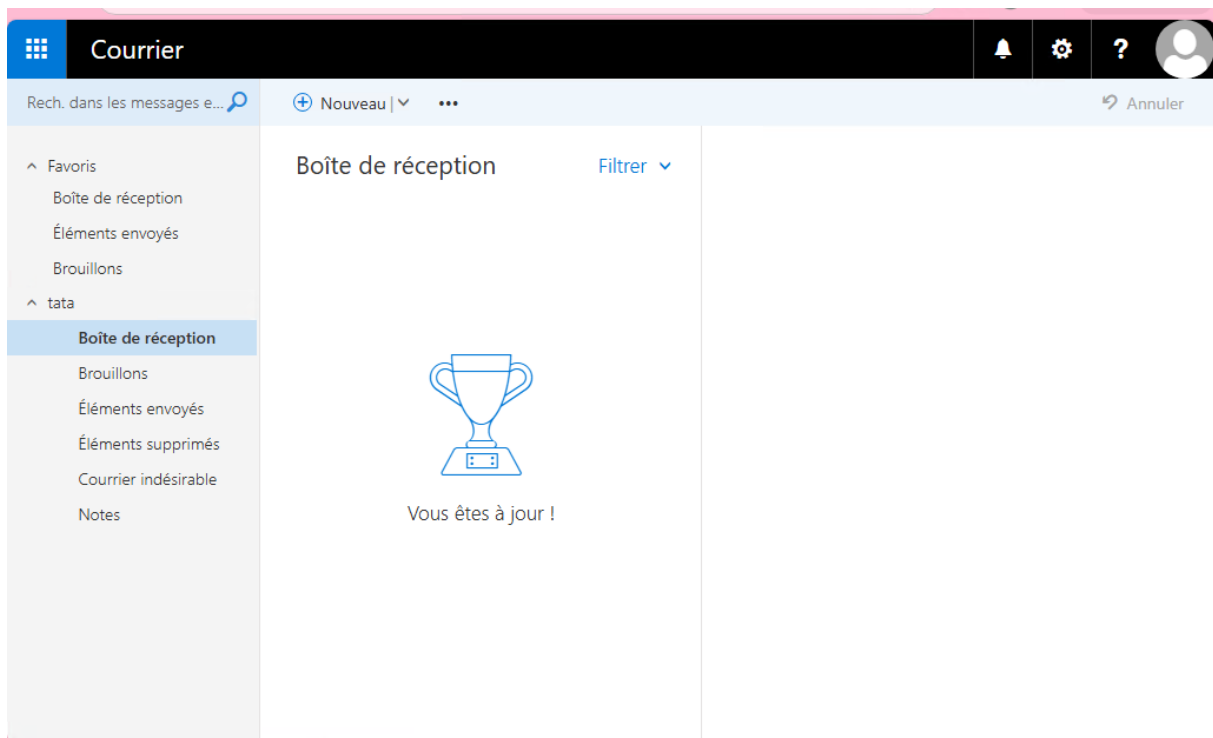 Courrier
?
Rech. dans les messages e...
Nouveau |
Annuler
Favoris
Boîte de réception
Éléments envoyés
Brouillons
tata
Boîte de réception
Brouillons
Éléments envoyés
Éléments supprimés
Courrier indésirable
Notes
Boîte de réception
Filtrer
Vous êtes à jour !